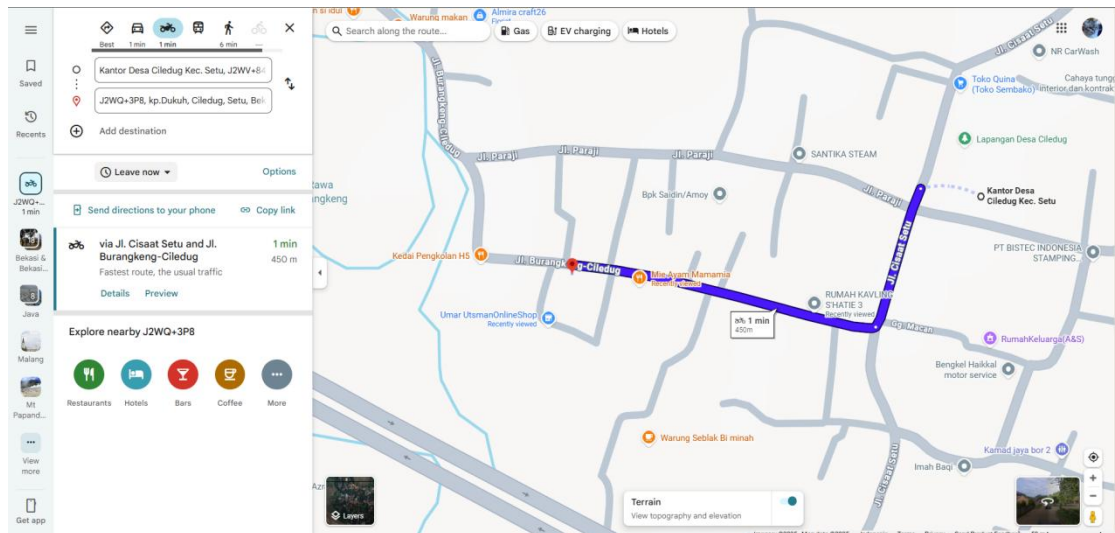 Saved
Recents
J2WQ+...
1 min
Bekasi &
Bekasi...
8
Java
Malang
Mt
Papand...
View
more
Get app
Best
1 min
1 min
6 min
Kantor Desa Ciledug Kec. Setu, J2WV+84
J2WQ+3P8, kp.Dukuh, Ciledug, Setu, Bek
Add destination
Leave now
Options
Send directions to your phone
Copy link
via Jl. Cisaat Setu and Jl.
Burangkeng-Ciledug
1 min
Fastest route, the usual traffic
450 m
Details
Preview
Explore nearby J2WQ+3P8
Restaurants
Hotels
Bars
Coffee
More
Search along the route...
Gas
EV charging
Hotels
Warung makan
Almira craft26
Jl. Burangkeng-Ciledug
Jl. Paraji
Jl. Paraji
Jl. Paraji
Jl. Cisaat Setu
NR CarWash
Toko Quina
(Toko Sembako)
Cahaya tungg
interior dan kontrak
Lapangan Desa Ciledug
SANTIKA STEAM
Bpk Saidin/Amoy
Kantor Desa
Ciledug Kec. Setu
Jl. Cisaat Setu
PT BISTEC INDONESIA
STAMPING...
Kedai Pengkolan H5
Jl. Burangkeng-Ciledug
Mie Ayam Mamamia
Recently viewed
RUMAH KAVLING
S'HATIE 3
Recently viewed
Umar UtsmanOnlineShop
Recently viewed
1 min
450m
Gg. Macan
RumahKeluarga(A&S)
Bengkel Haikkal
motor service
Warung Seblak Bi minah
Kamad jaya bor 2
Imah Baqi
Jl. Cisaat Setu
Layers
Terrain
View topography and elevation